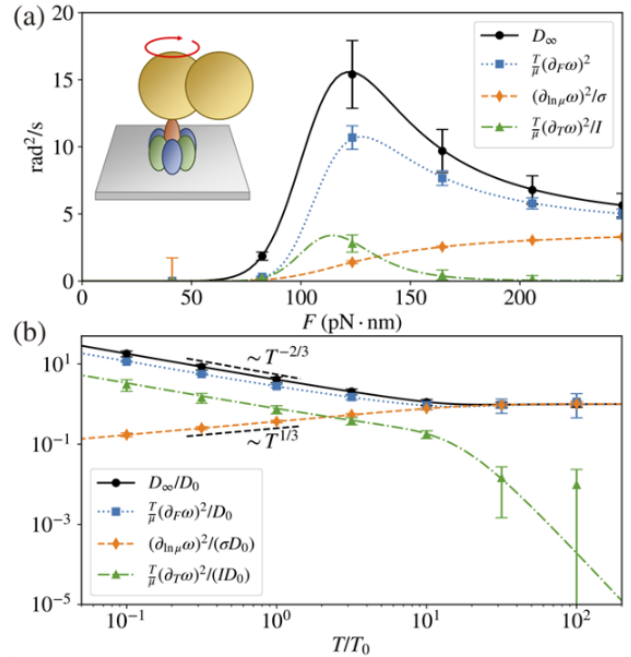 (a)
20
15
10
5
0
rad²/s
D∞
T/μ (∂Fω)²
(∂ln μω)²/σ
T/μ (∂Tω)²/I
0 50 100 150 200
F (pN · nm)
(b)
10¹
10⁻¹
10⁻³
10⁻⁵
~ T⁻²/³
~ T¹/³
D∞/D₀
T/μ (∂Fω)²/D₀
(∂ln μω)²/(σD₀)
T/μ (∂Tω)²/(ID₀)
10⁻¹ 10⁰ 10¹ 10²
T/T₀